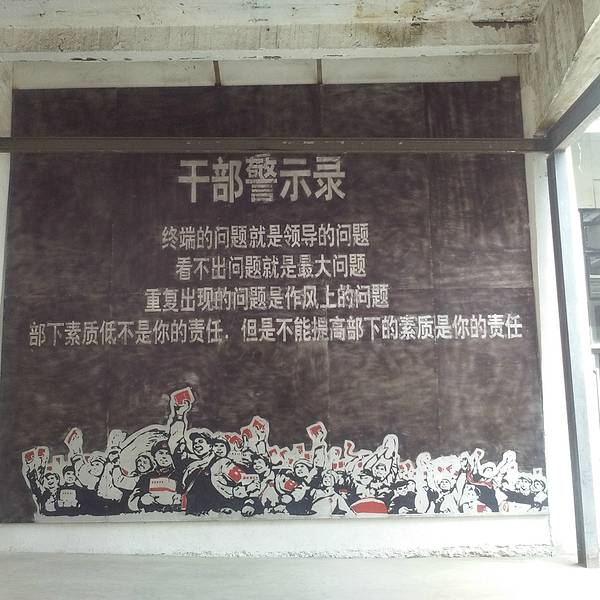 干部警示录
终端的问题就是领导的问题
看不出问题就是最大问题
重复出现的问题是作风上的问题
部下素质低不是你的责任．但是不能提高部下的素质是你的责任